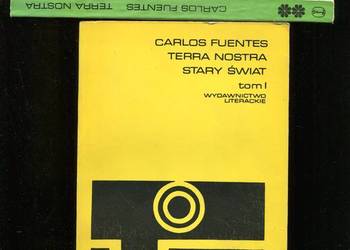 CARLOS FUENTES TERRA NOSTRA
CARLOS FUENTES
TERRA NOSTRA
STARY ŚWIAT
tom I
WYDAWNICTWO
LITERACKIE